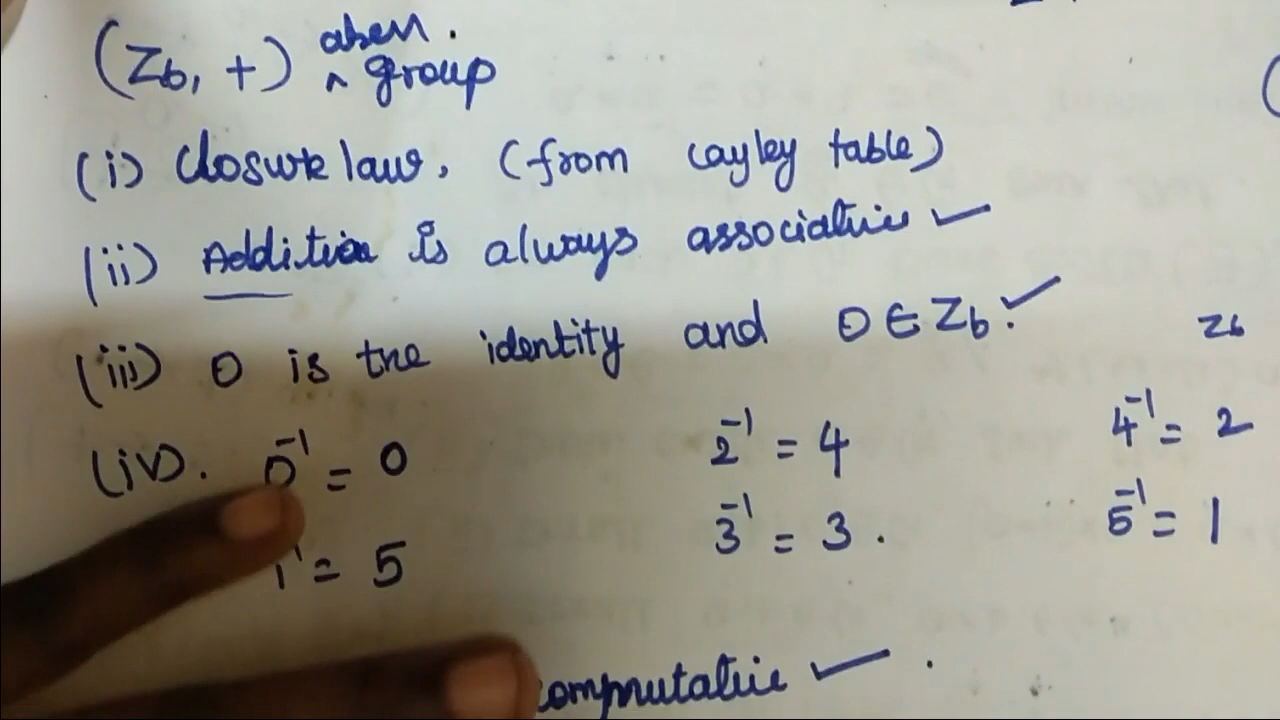 (Z6, +) ^ group
(i) closure law, (from cayley table)
(ii) Addition is always associative ✓
(iii) 0 is the identity and 0 ∈ Z6. ✓ Z6
(iv). 0⁻¹ = 0 2⁻¹ = 4 4⁻¹ = 2
1⁻¹ = 5 3⁻¹ = 3. 5⁻¹ = 1
commutative ✓ .